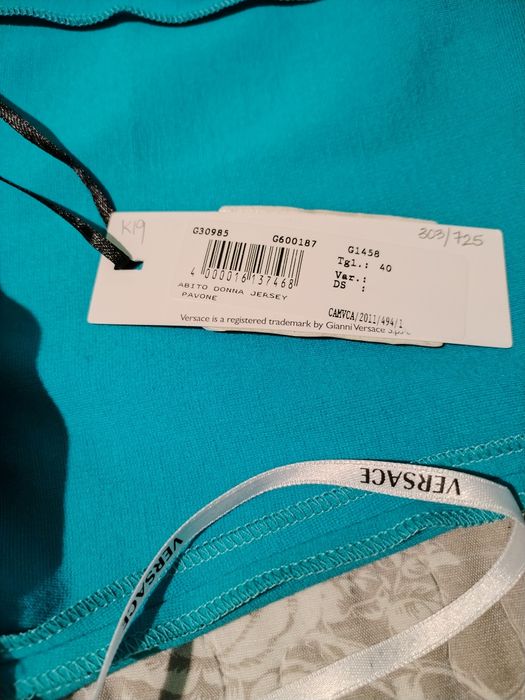 K19
303/725
G30985 G600187 G1458
Tgl.: 40
Var.:
DS :
4 000016 137468
ABITO DONNA JERSEY
PAVONE
CAMVCA/2011/494/1
Versace is a registered trademark by Gianni Versace S.p.A.
VERSACE
VERSACE